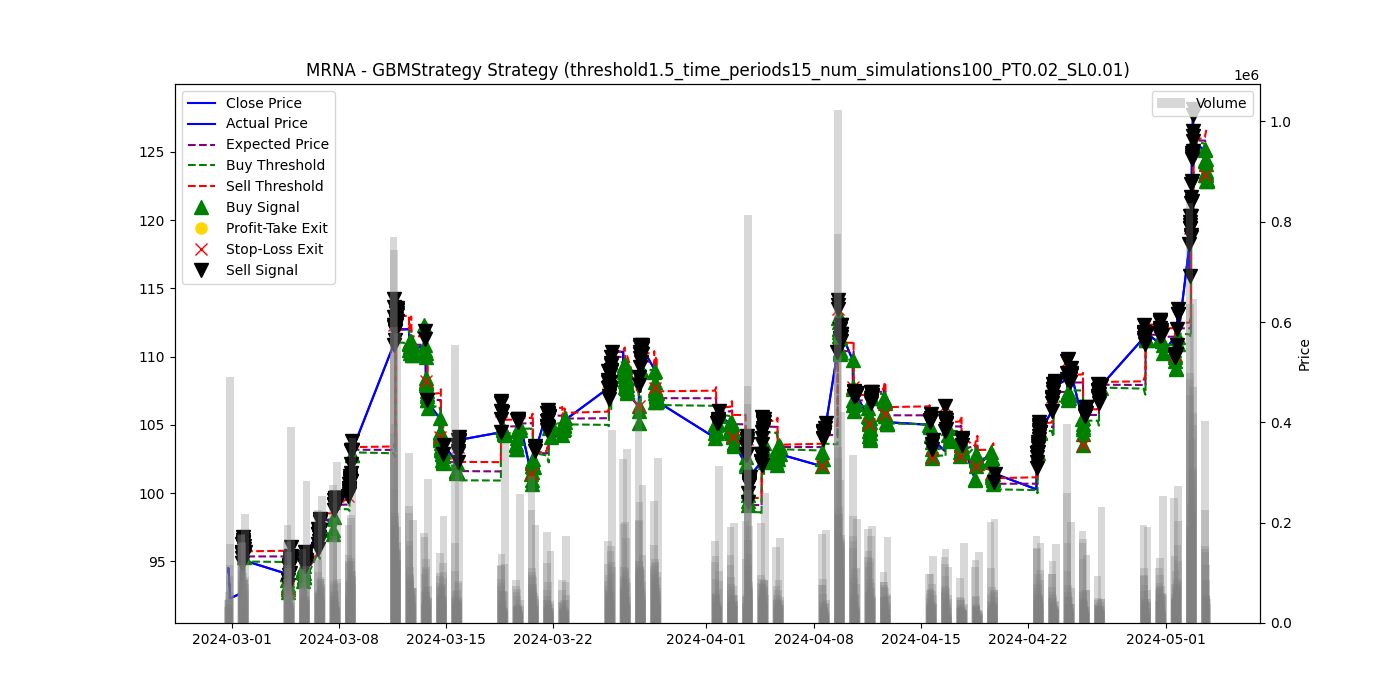 MRNA - GBMStrategy Strategy (threshold1.5_time_periods15_num_simulations100_PT0.02_SL0.01)
1e6
Close Price
Actual Price
Expected Price
Buy Threshold
Sell Threshold
Buy Signal
Profit-Take Exit
Stop-Loss Exit
Sell Signal
Volume
125
120
115
110
105
100
95
1.0
0.8
0.6
0.4
0.2
0.0
Price
2024-03-01
2024-03-08
2024-03-15
2024-03-22
2024-04-01
2024-04-08
2024-04-15
2024-04-22
2024-05-01